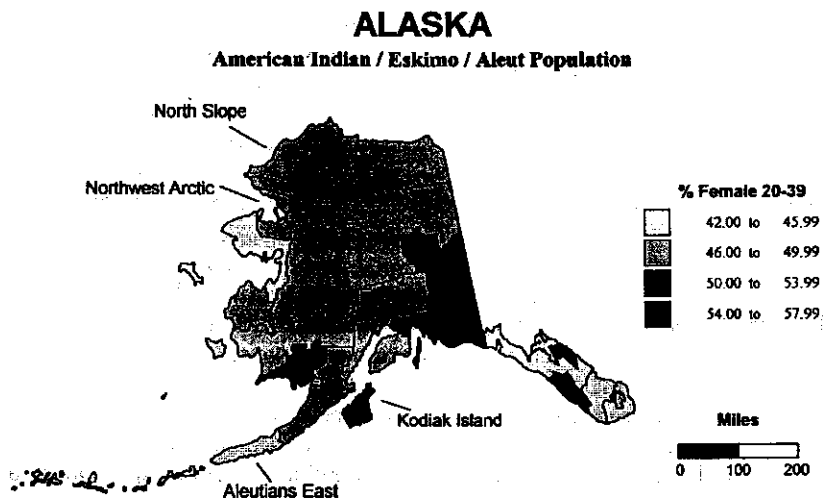 ALASKA
American Indian / Eskimo / Aleut Population
North Slope
Northwest Arctic
% Female 20-39
42.00 to 45.99
46.00 to 49.99
50.00 to 53.99
54.00 to 57.99
Kodiak Island
Miles
0 100 200
Aleutians East